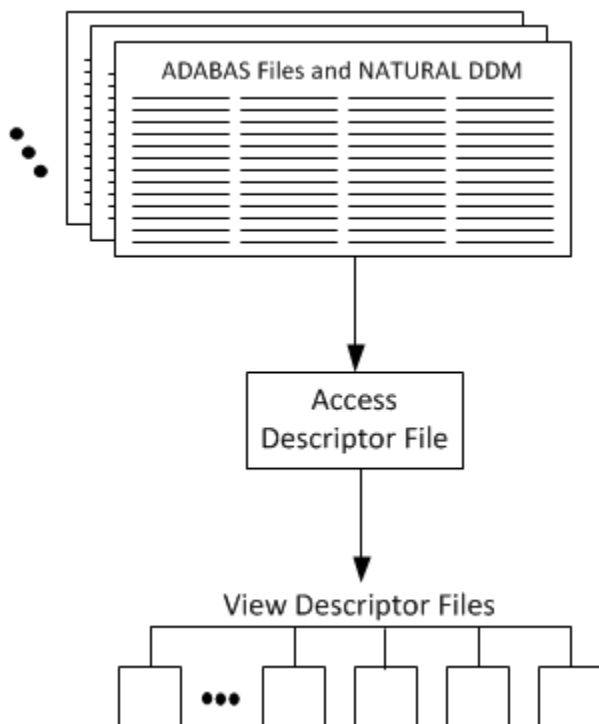 ADABAS Files and NATURAL DDM
Access
Descriptor File
View Descriptor Files